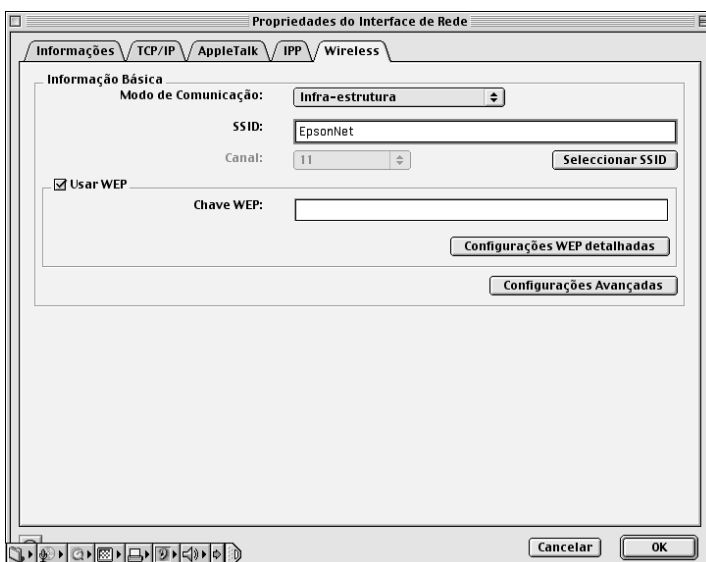 Propriedades do Interface de Rede
Informações TCP/IP AppleTalk IPP Wireless
Informação Básica
Modo de Comunicação: Infra-estrutura
SSID: EpsonNet
Canal: 11 Seleccionar SSID
Usar WEP
Chave WEP:
Configurações WEP detalhadas
Configurações Avançadas
Cancelar OK